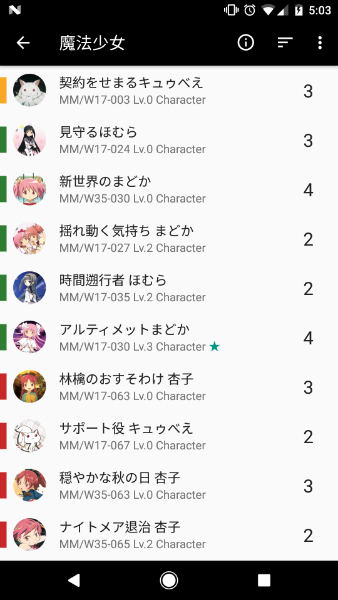 5:03
魔法少女
契約をせまるキュゥべえ
MM/W17-003 Lv.0 Character
3
見守るほむら
MM/W17-024 Lv.0 Character
3
新世界のまどか
MM/W35-030 Lv.0 Character
4
揺れ動く気持ち まどか
MM/W17-027 Lv.2 Character
2
時間遡行者 ほむら
MM/W17-035 Lv.2 Character
2
アルティメットまどか
MM/W17-030 Lv.3 Character ★
4
林檎のおすそわけ 杏子
MM/W17-063 Lv.0 Character
3
サポート役 キュゥべえ
MM/W17-067 Lv.0 Character
2
穏やかな秋の日 杏子
MM/W35-063 Lv.0 Character
3
ナイトメア退治 杏子
MM/W35-065 Lv.2 Character
2